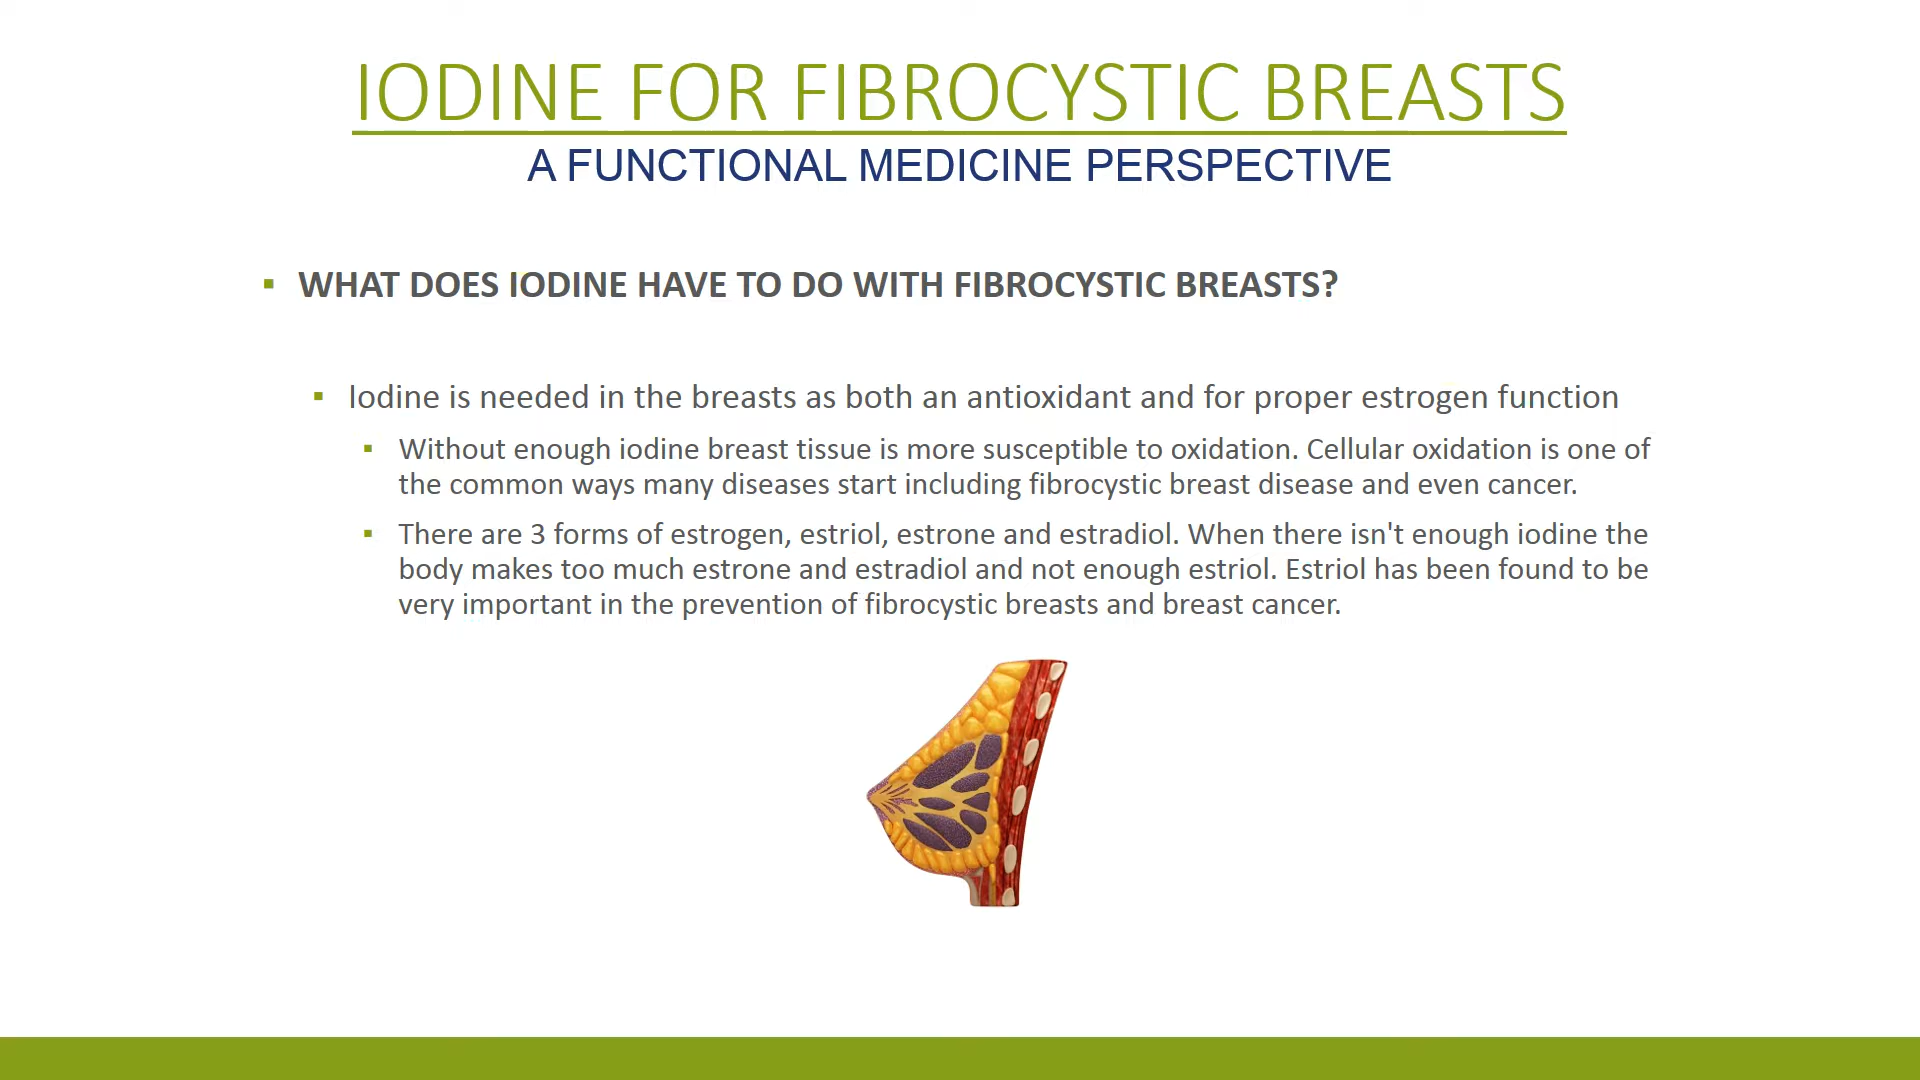 IODINE FOR FIBROCYSTIC BREASTS
A FUNCTIONAL MEDICINE PERSPECTIVE
▪ WHAT DOES IODINE HAVE TO DO WITH FIBROCYSTIC BREASTS?
▪ Iodine is needed in the breasts as both an antioxidant and for proper estrogen function
▪ Without enough iodine breast tissue is more susceptible to oxidation. Cellular oxidation is one of
the common ways many diseases start including fibrocystic breast disease and even cancer.
▪ There are 3 forms of estrogen, estriol, estrone and estradiol. When there isn't enough iodine the
body makes too much estrone and estradiol and not enough estriol. Estriol has been found to be
very important in the prevention of fibrocystic breasts and breast cancer.